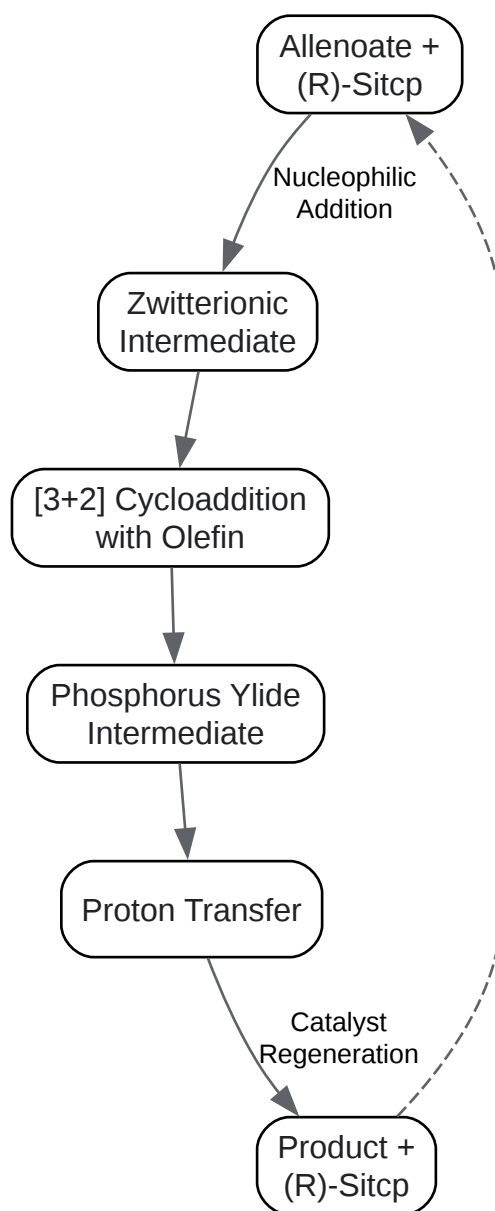 Allenoate +
(R)-Sitcp
Nucleophilic
Addition
Zwitterionic
Intermediate
[3+2] Cycloaddition
with Olefin
Phosphorus Ylide
Intermediate
Proton Transfer
Catalyst
Regeneration
Product +
(R)-Sitcp